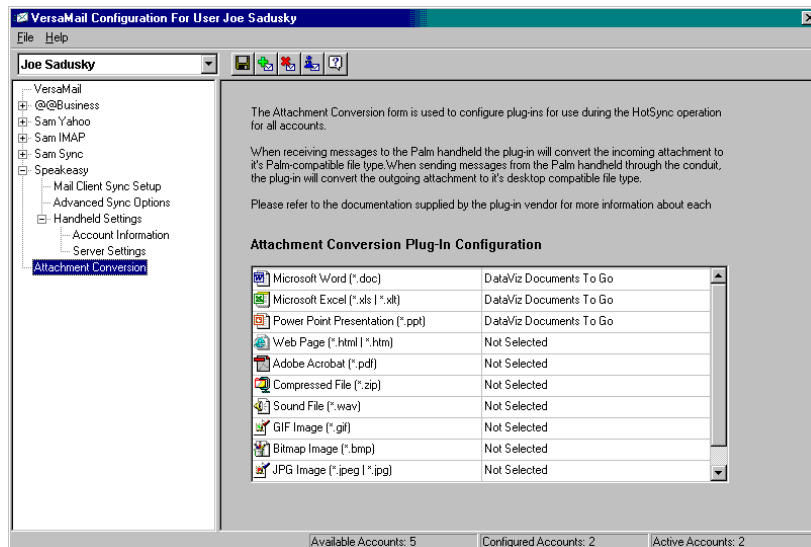 VersaMail Configuration For User Joe Sadusky
File Help
Joe Sadusky
VersaMail
@@Business
Sam Yahoo
Sam IMAP
Sam Sync
Speakeasy
Mail Client Sync Setup
Advanced Sync Options
Handheld Settings
Account Information
Server Settings
Attachment Conversion
The Attachment Conversion form is used to configure plug-ins for use during the HotSync operation
for all accounts.
When receiving messages to the Palm handheld the plug-in will convert the incoming attachment to
it's Palm-compatible file type.When sending messages from the Palm handheld through the conduit,
the plug-in will convert the outgoing attachment to it's desktop compatible file type.
Please refer to the documentation supplied by the plug-in vendor for more information about each
Attachment Conversion Plug-In Configuration
Microsoft Word (*.doc) DataViz Documents To Go
Microsoft Excel (*.xls | *.xlt) DataViz Documents To Go
Power Point Presentation (*.ppt) DataViz Documents To Go
Web Page (*.html | *.htm) Not Selected
Adobe Acrobat (*.pdf) Not Selected
Compressed File (*.zip) Not Selected
Sound File (*.wav) Not Selected
GIF Image (*.gif) Not Selected
Bitmap Image (*.bmp) Not Selected
JPG Image (*.jpeg | *.jpg) Not Selected
Available Accounts: 5 Configured Accounts: 2 Active Accounts: 2